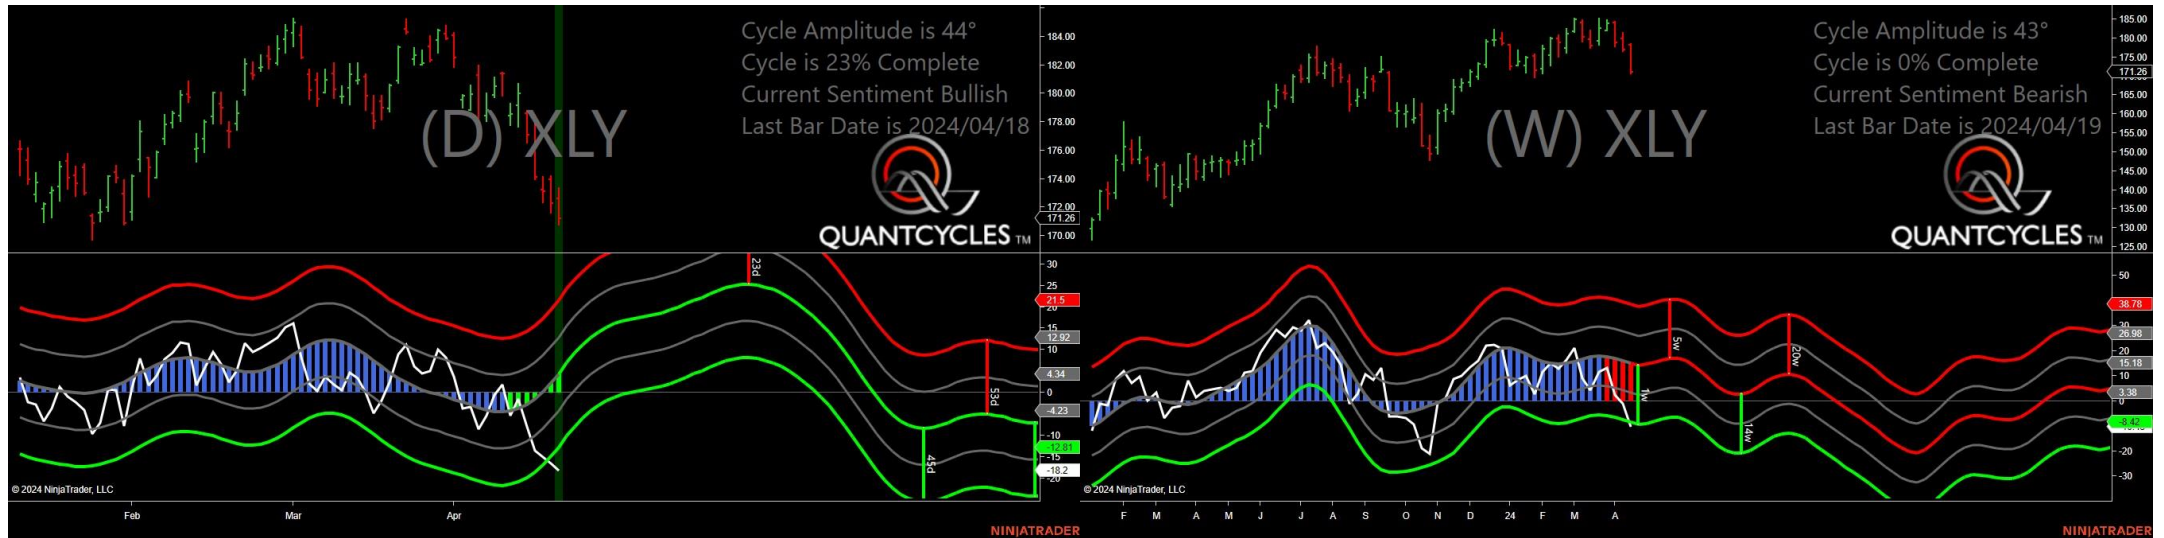 Cycle Amplitude is 44°
Cycle is 23% Complete
Current Sentiment Bullish
Last Bar Date is 2024/04/18
(D) XLY
QUANTCYCLES TM
184.00
182.00
180.00
178.00
176.00
174.00
172.00
171.26
170.00
30
25
21.5
20
15
12.92
10
4.34
0
-4.23
-10
-12.81
-15
-18.2
-20
23d
53d
45d
© 2024 NinjaTrader, LLC
Feb
Mar
Apr
NINJATRADER
Cycle Amplitude is 43°
Cycle is 0% Complete
Current Sentiment Bearish
Last Bar Date is 2024/04/19
(W) XLY
QUANTCYCLES TM
185.00
180.00
175.00
171.26
165.00
160.00
155.00
150.00
145.00
140.00
135.00
130.00
125.00
50
38.78
30
26.98
20
15.18
10
3.38
0
-8.42
-20
-30
5w
20w
1w
14w
© 2024 NinjaTrader, LLC
F
M
A
M
J
J
A
S
O
N
D
24
F
M
A
NINJATRADER